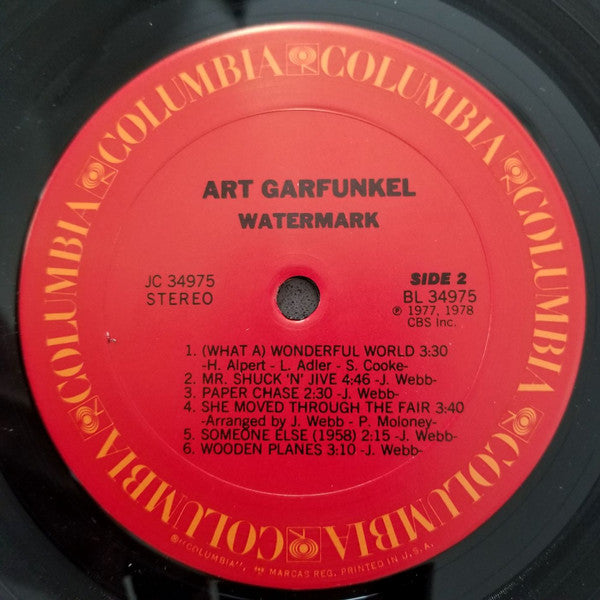 COLUMBIA COLUMBIA COLUMBIA COLUMBIA COLUMBIA COLUMBIA COLUMBIA COLUMBIA
ART GARFUNKEL
WATERMARK
JC 34975
STEREO
SIDE 2
BL 34975
℗ 1977, 1978
CBS Inc.
1. (WHAT A) WONDERFUL WORLD 3:30
-H. Alpert - L. Adler - S. Cooke-
2. MR. SHUCK 'N' JIVE 4:46 -J. Webb-
3. PAPER CHASE 2:30 -J. Webb-
4. SHE MOVED THROUGH THE FAIR 3:40
-Arranged by J. Webb - P. Moloney-
5. SOMEONE ELSE (1958) 2:15 -J. Webb-
6. WOODEN PLANES 3:10 -J. Webb-
"COLUMBIA", MARCAS REG. PRINTED IN U.S.A.